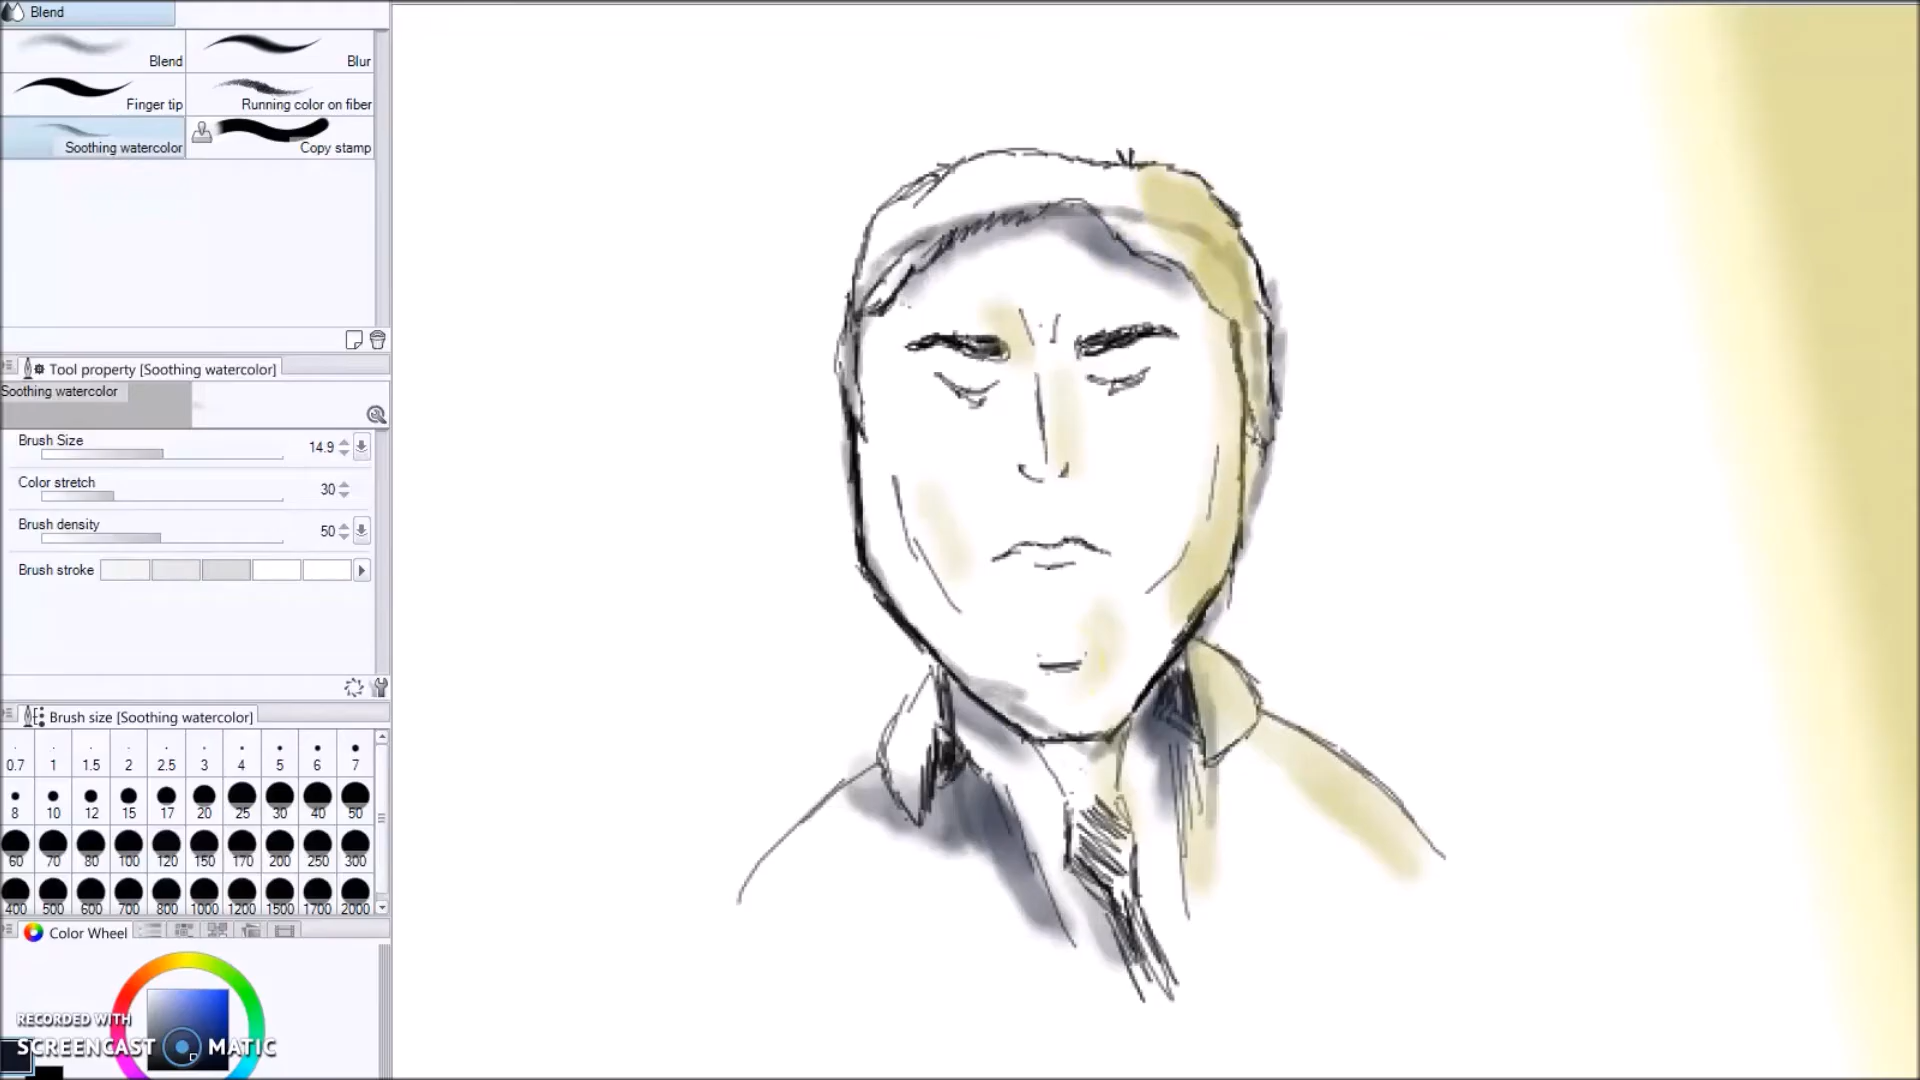 Blend
Blend
Blur
Finger tip
Running color on fiber
Soothing watercolor
Copy stamp
Tool property [Soothing watercolor]
Soothing watercolor
Brush Size 14.9
Color stretch 30
Brush density 50
Brush stroke
Brush size [Soothing watercolor]
0.7 1 1.5 2 2.5 3 4 5 6 7
8 10 12 15 17 20 25 30 40 50
60 70 80 100 120 150 170 200 250 300
400 500 600 700 800 1000 1200 1500 1700 2000
Color Wheel
RECORDED WITH
SCREENCAST MATIC